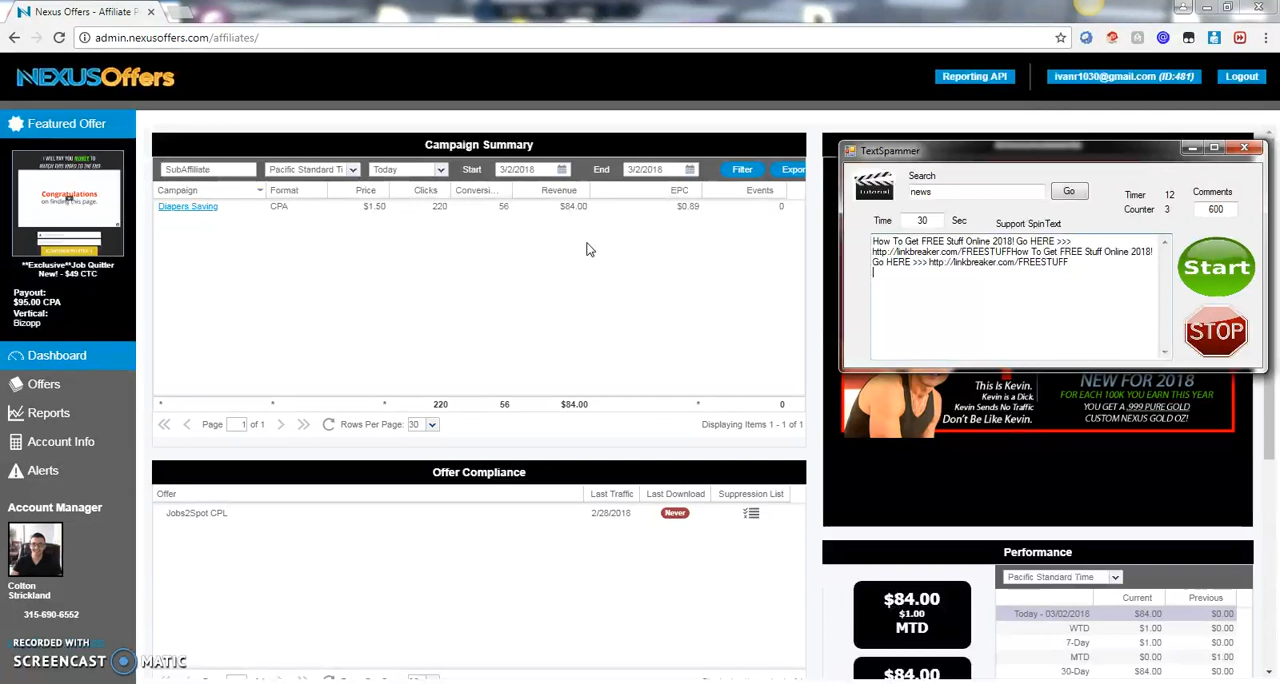 Nexus Offers - Affiliate P
admin.nexusoffers.com/affiliates/
NEXUSOffers
Reporting API
ivanr1030@gmail.com (ID:481)
Logout
Featured Offer
I WILL PAY YOU
Congratulations
on finding this page.
**Exclusive**Job Quitter
New! - $49 CTC
Payout:
$95.00 CPA
Vertical:
Bizopp
Dashboard
Offers
Reports
Account Info
Alerts
Account Manager
Colton
Strickland
315-690-6552
RECORDED WITH
SCREENCAST MATIC
Campaign Summary
SubAffiliate
Pacific Standard Ti
Today
Start
3/2/2018
End
3/2/2018
Filter
Expor
Campaign Format Price Clicks Conversi... Revenue EPC Events
Diapers Saving CPA $1.50 220 56 $84.00 $0.89 0
* * * 220 56 $84.00 * 0
Page 1 of 1 Rows Per Page: 30 Displaying Items 1 - 1 of 1
Offer Compliance
Offer Last Traffic Last Download Suppression List
Jobs2Spot CPL 2/28/2018 Never
TextSpammer
Tutorial
Search
news
Go
Timer 12
Counter 3
Comments
600
Time 30 Sec
Support SpinText
How To Get FREE Stuff Online 2018! Go HERE >>>
http://linkbreaker.com/FREESTUFFHow To Get FREE Stuff Online 2018!
Go HERE >>> http://linkbreaker.com/FREESTUFF
Start
STOP
This Is Kevin.
Kevin is a Dick.
Kevin Sends No Traffic
Don't Be Like Kevin.
NEW FOR 2018
FOR EACH 100K YOU EARN THIS YEAR
YOU GET A .999 PURE GOLD
CUSTOM NEXUS GOLD OZ!
Performance
$84.00
$1.00
MTD
$84.00
Pacific Standard Time
Current Previous
Today - 03/02/2018 $84.00 $0.00
WTD $1.00 $0.00
7-Day $1.00 $0.00
MTD $0.00 $1.00
30-Day $84.00 $0.00